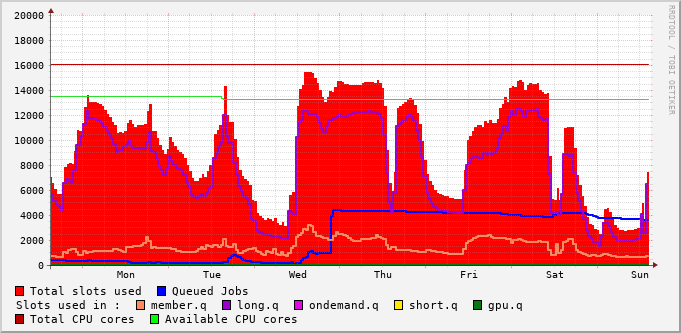 20000
18000
16000
14000
12000
10000
8000
6000
4000
2000
0
Mon Tue Wed Thu Fri Sat Sun
RRDTOOL / TOBI OETIKER
Total slots used Queued Jobs
Slots used in : member.q long.q ondemand.q short.q gpu.q
Total CPU cores Available CPU cores